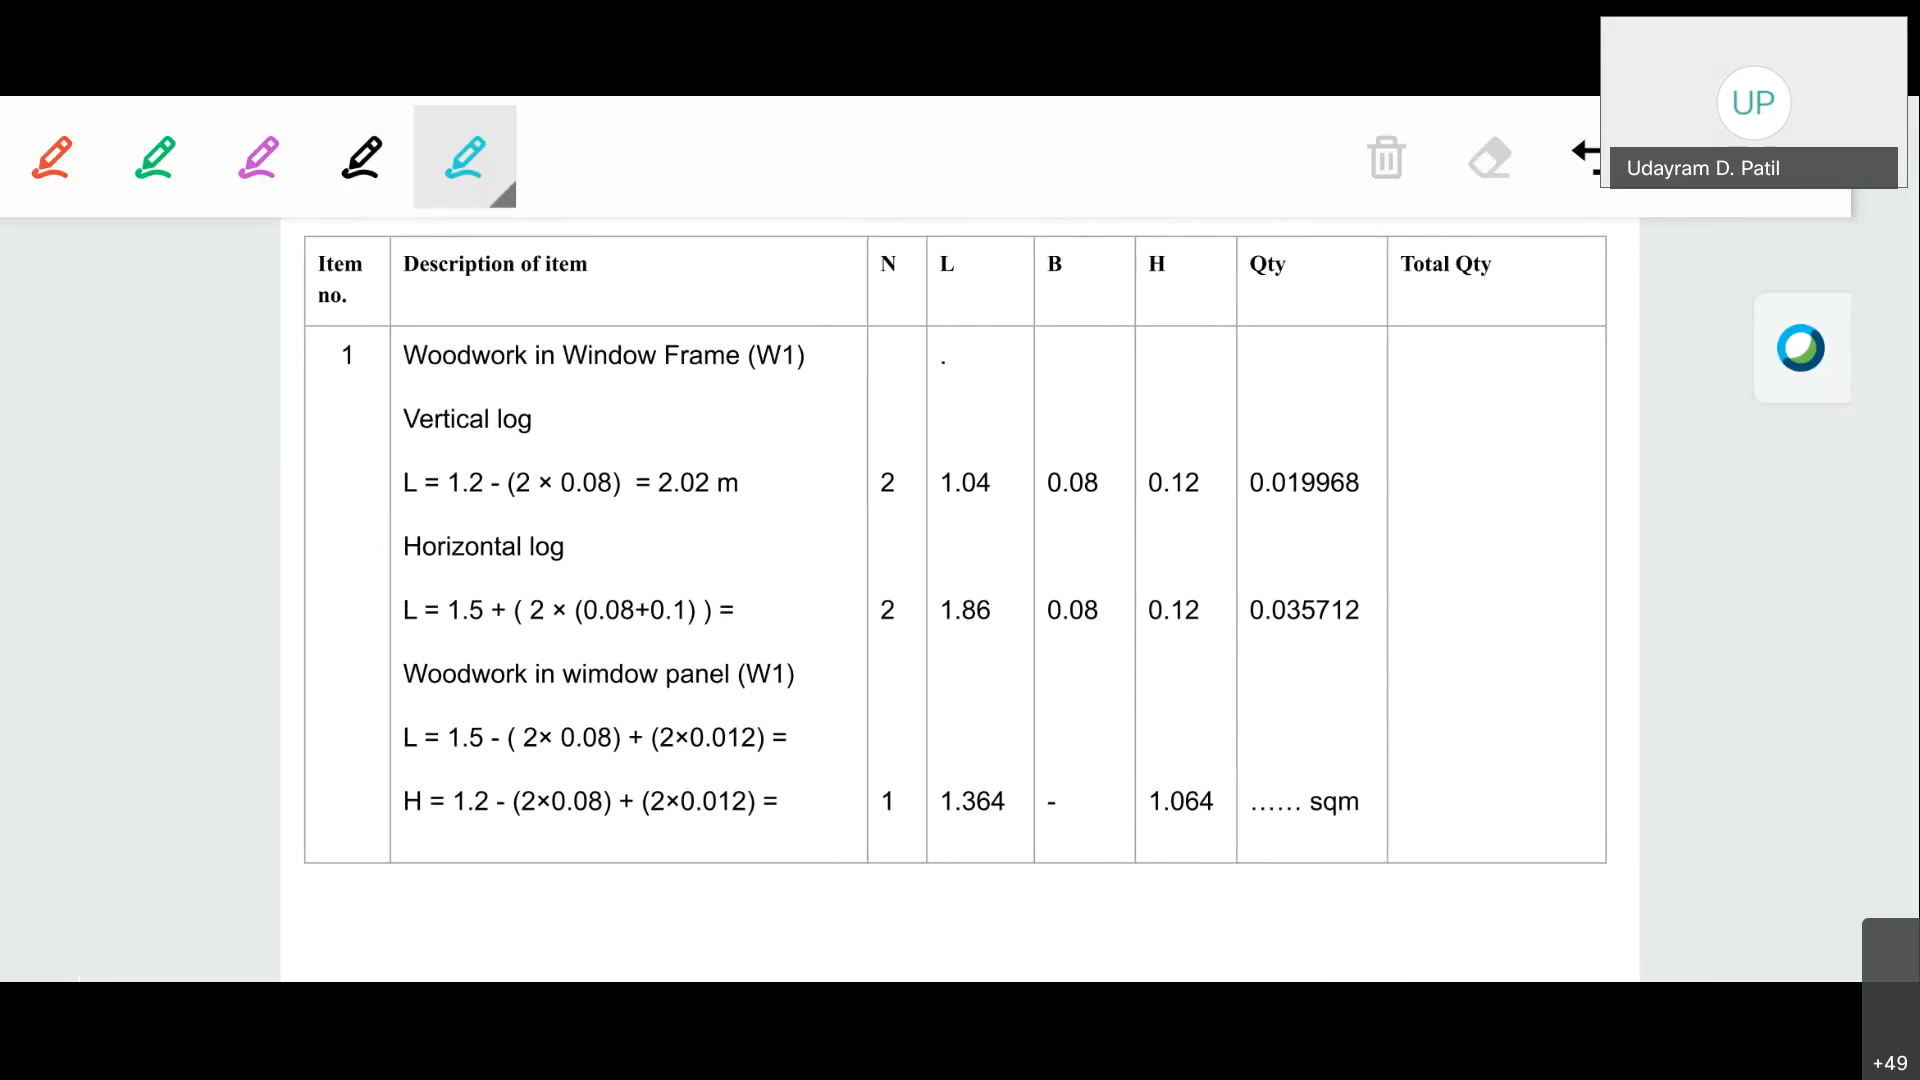 UP
Udayram D. Patil
Item no. Description of item N L B H Qty Total Qty
1 Woodwork in Window Frame (W1) .
Vertical log
L = 1.2 - (2 × 0.08) = 2.02 m 2 1.04 0.08 0.12 0.019968
Horizontal log
L = 1.5 + ( 2 × (0.08+0.1) ) = 2 1.86 0.08 0.12 0.035712
Woodwork in wimdow panel (W1)
L = 1.5 - ( 2× 0.08) + (2×0.012) =
H = 1.2 - (2×0.08) + (2×0.012) = 1 1.364 - 1.064 …… sqm
+49